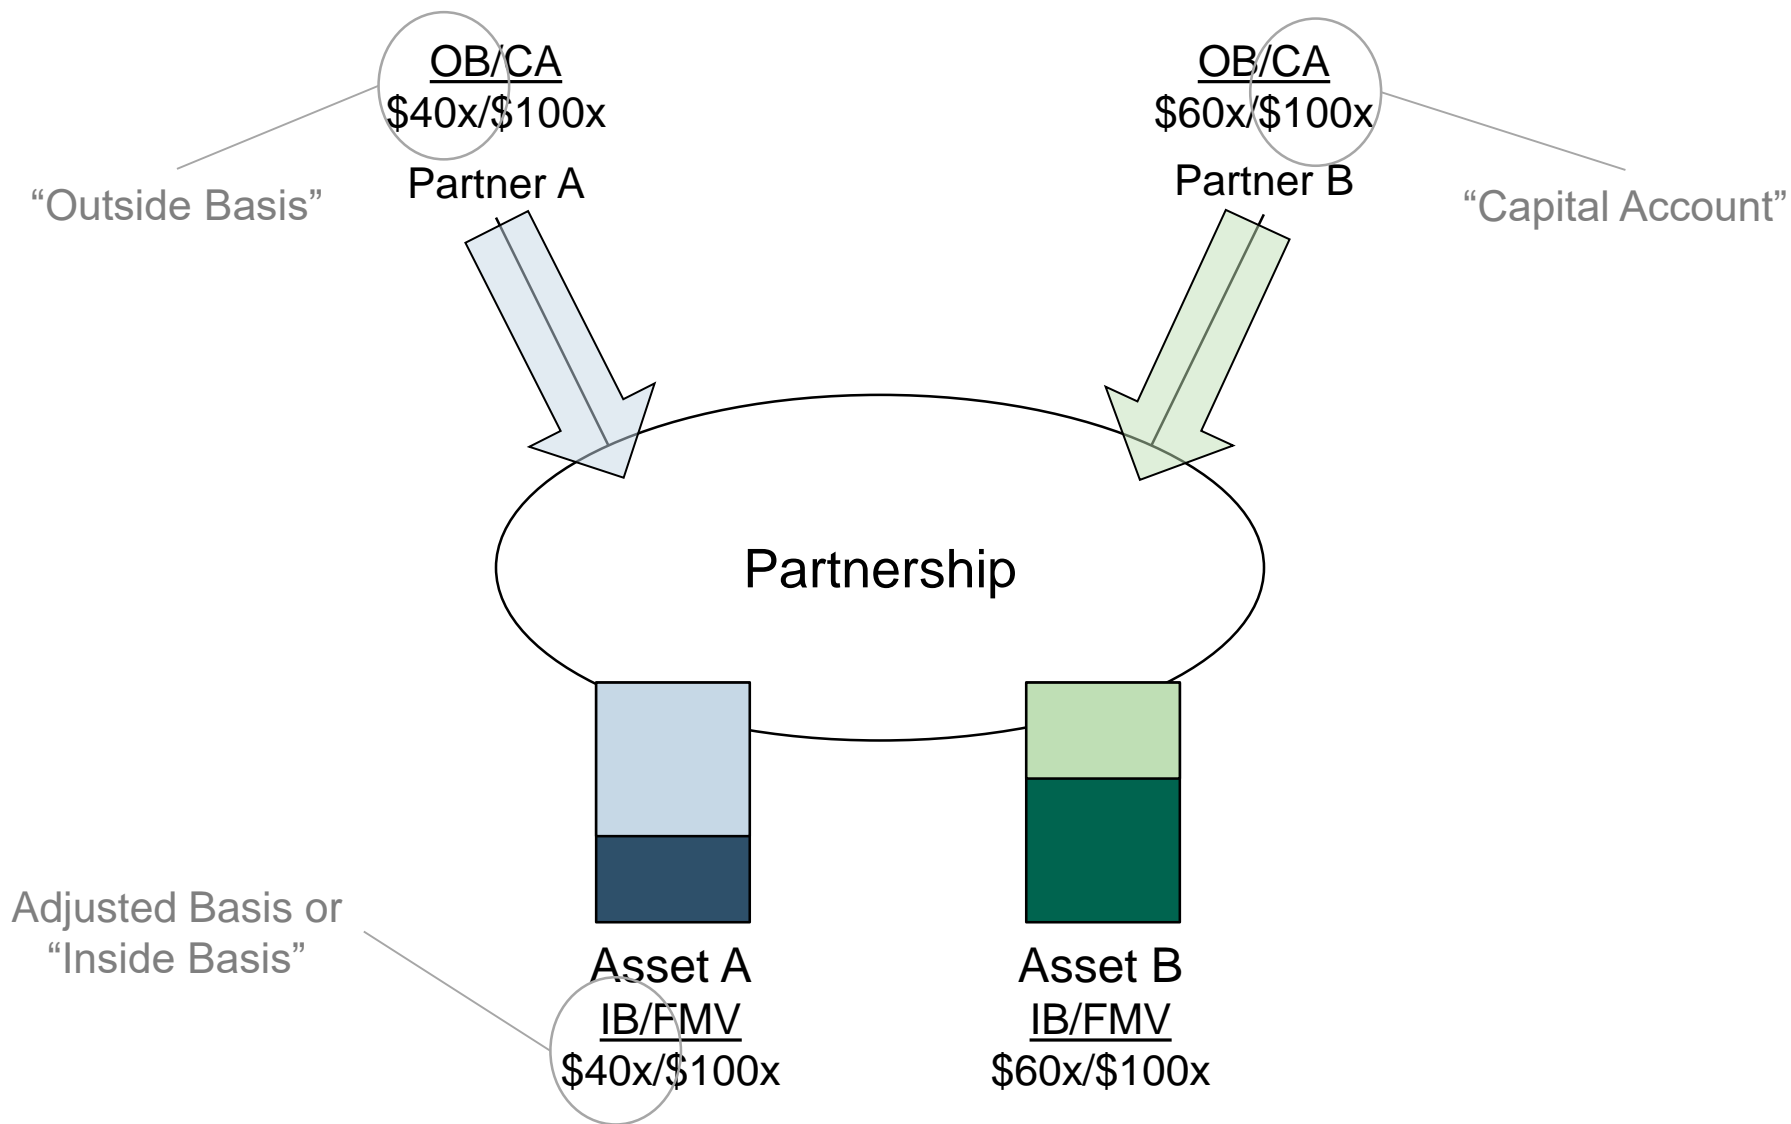 OB/CA
$40x/$100x
Partner A
“Outside Basis”
OB/CA
$60x/$100x
Partner B
“Capital Account”
Partnership
Adjusted Basis or
“Inside Basis”
Asset A
IB/FMV
$40x/$100x
Asset B
IB/FMV
$60x/$100x